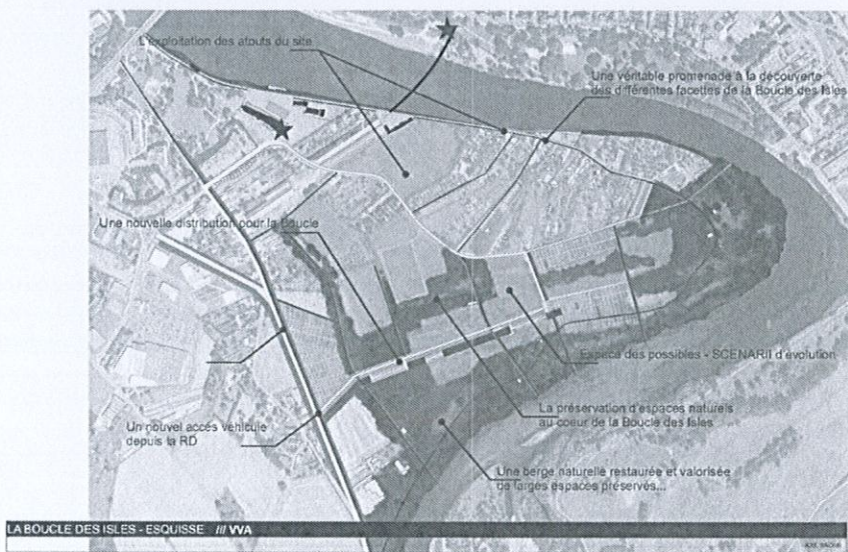 L'exploitation des atouts du site
Une véritable promenade à la découverte
des différentes facettes de la Boucle des Isles
Une nouvelle distribution pour la Boucle
Espace des possibles - SCENARII d'évolution
La préservation d'espaces naturels
au coeur de la Boucle des Isles
Un nouvel accès véhicule
depuis la RD
Une berge naturelle restaurée et valorisée
de larges espaces préservés...
LA BOUCLE DES ISLES - ESQUISSE /// VVA